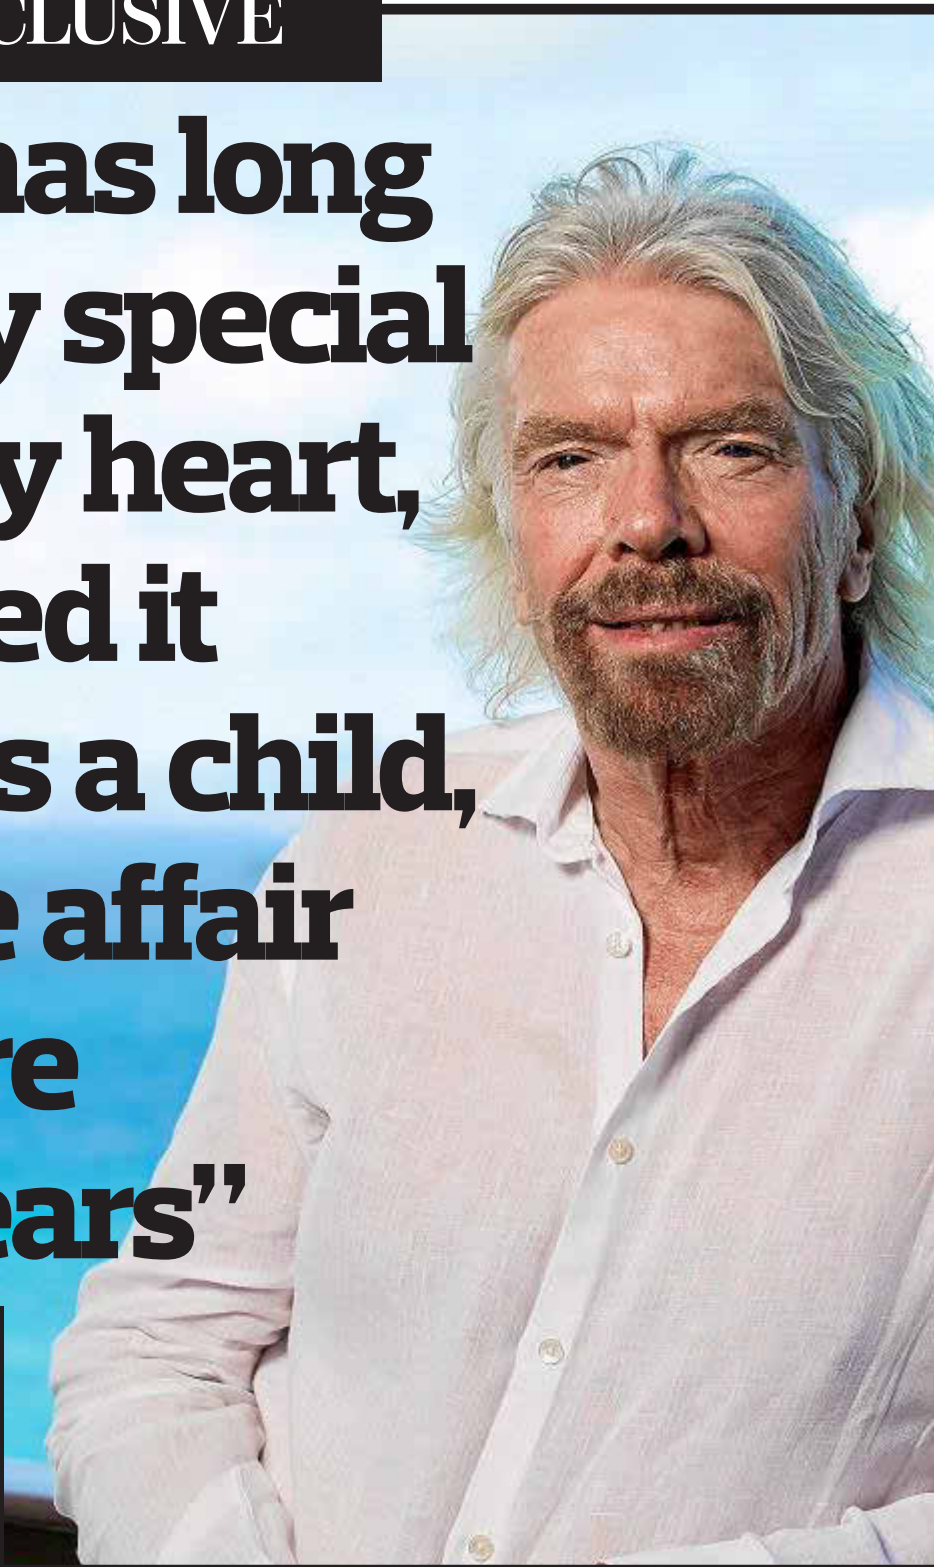 CLUSIVE
has long
y special
y heart,
ed it
s a child,
e affair
re
ears”